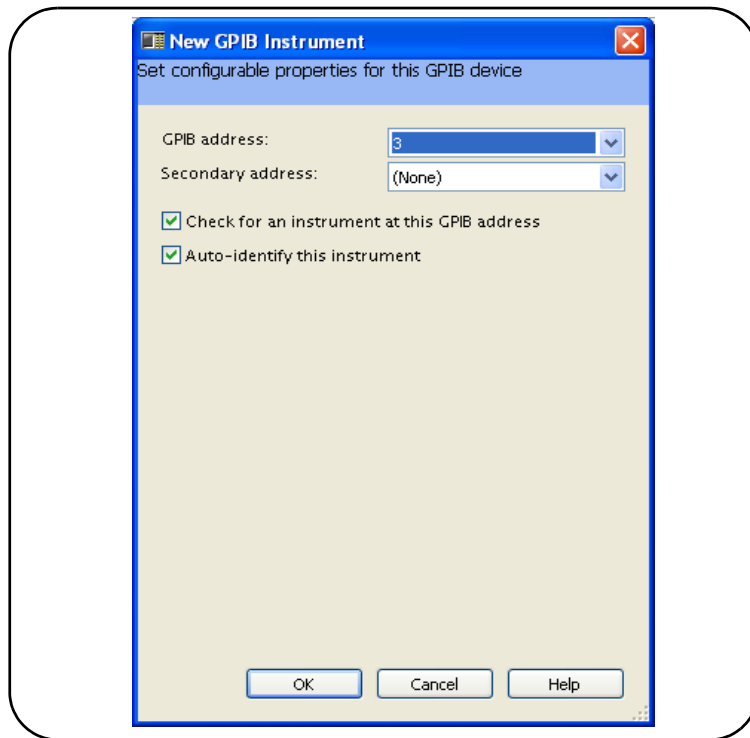 New GPIB Instrument
Set configurable properties for this GPIB device
GPIB address: 3
Secondary address: (None)
Check for an instrument at this GPIB address
Auto-identify this instrument
OK Cancel Help